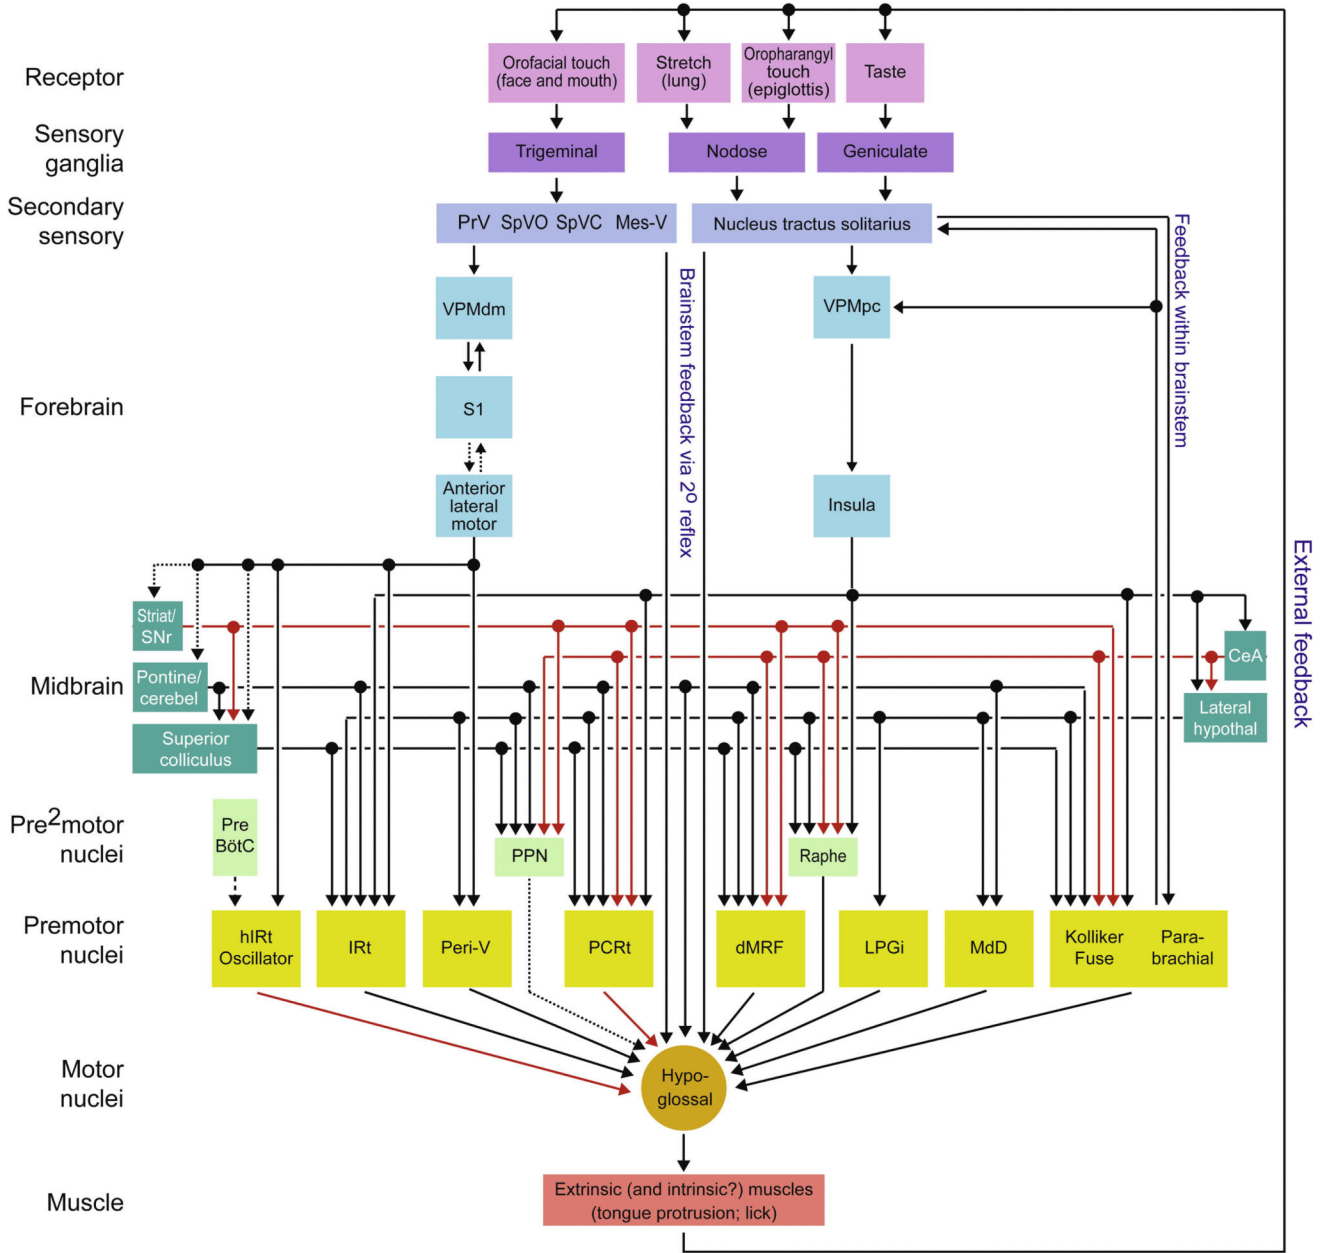 Receptor
Orofacial touch
(face and mouth)
Stretch
(lung)
Oropharangyl
touch
(epiglottis)
Taste
Sensory
ganglia
Trigeminal
Nodose
Geniculate
Secondary
sensory
PrV SpVO SpVC Mes-V
Nucleus tractus solitarius
Brainstem feedback via 2º reflex
Feedback within brainstem
External feedback
Forebrain
VPMdm
VPMpc
S1
Anterior
lateral
motor
Insula
Midbrain
Striat/
SNr
CeA
Pontine/
cerebel
Lateral
hypothal
Superior
colliculus
Pre²motor
nuclei
Pre
BötC
PPN
Raphe
Premotor
nuclei
hIRt
Oscillator
IRt
Peri-V
PCRt
dMRF
LPGi
MdD
Kolliker
Fuse
Para-
brachial
Motor
nuclei
Hypo-
glossal
Muscle
Extrinsic (and intrinsic?) muscles
(tongue protrusion; lick)